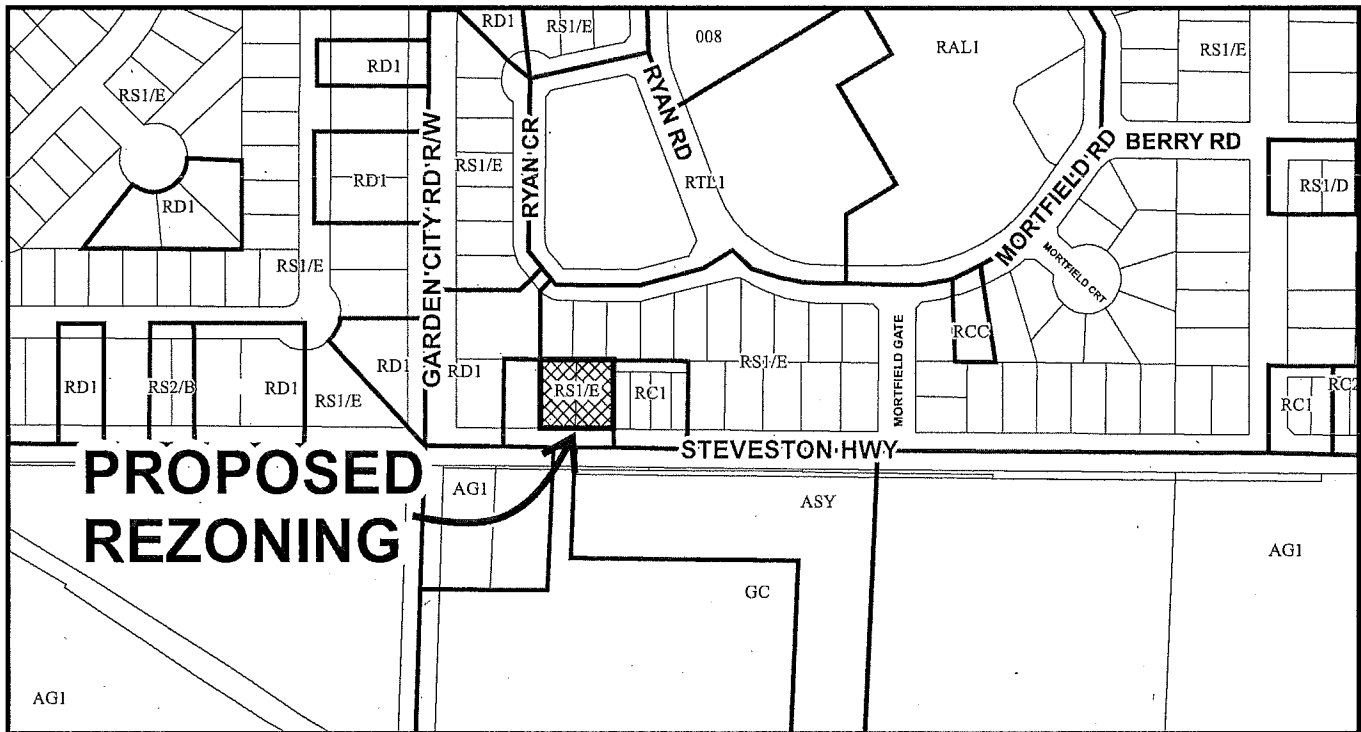 RD1
RS1/E
008
RAL1
RS1/E
RD1
RS1/E
RYAN RD
GARDEN CITY RD R/W
RYAN CR
RS1/E
BERRY RD
MORTFIELD RD
RD1
RTL1
RS1/D
RD1
RS1/E
MORTFIELD CRT
RCC
MORTFIELD GATE
RD1
RS2/B
RD1
RS1/E
RD1
RD1
RS1/E
RC1
RS1/E
RC1
RC2
STEVESTON HWY
PROPOSED
REZONING
AG1
ASY
AG1
GC
AG1